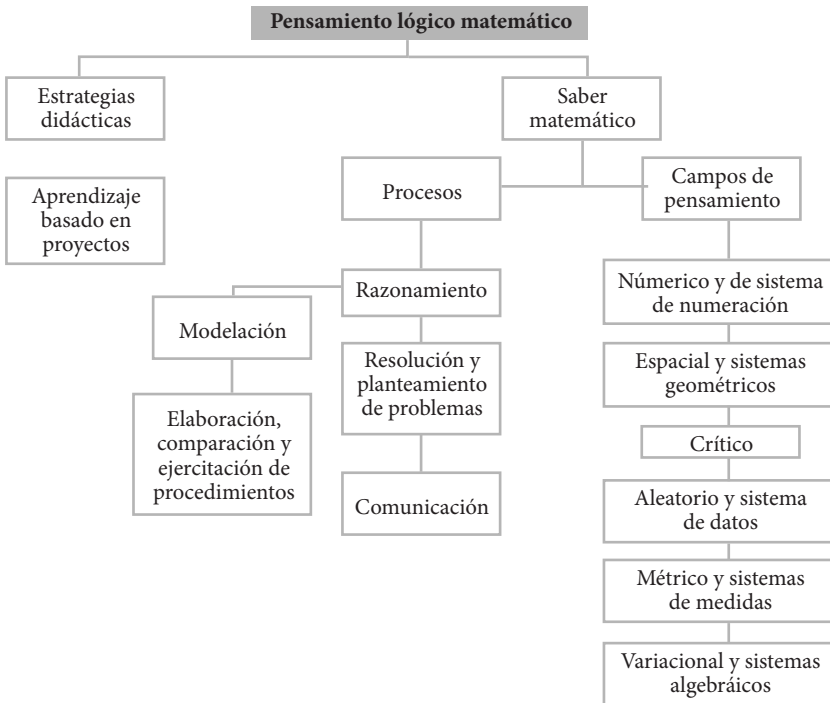 Pensamiento lógico matemático
Estrategias
didácticas
Saber
matemático
Aprendizaje
basado en
proyectos
Procesos
Campos de
pensamiento
Razonamiento
Modelación
Resolución y
planteamiento
de problemas
Elaboración,
comparación y
ejercitación de
procedimientos
Comunicación
Númerico y de sistema
de numeración
Espacial y sistemas
geométricos
Crítico
Aleatorio y sistema
de datos
Métrico y sistemas
de medidas
Variacional y sistemas
algebráicos